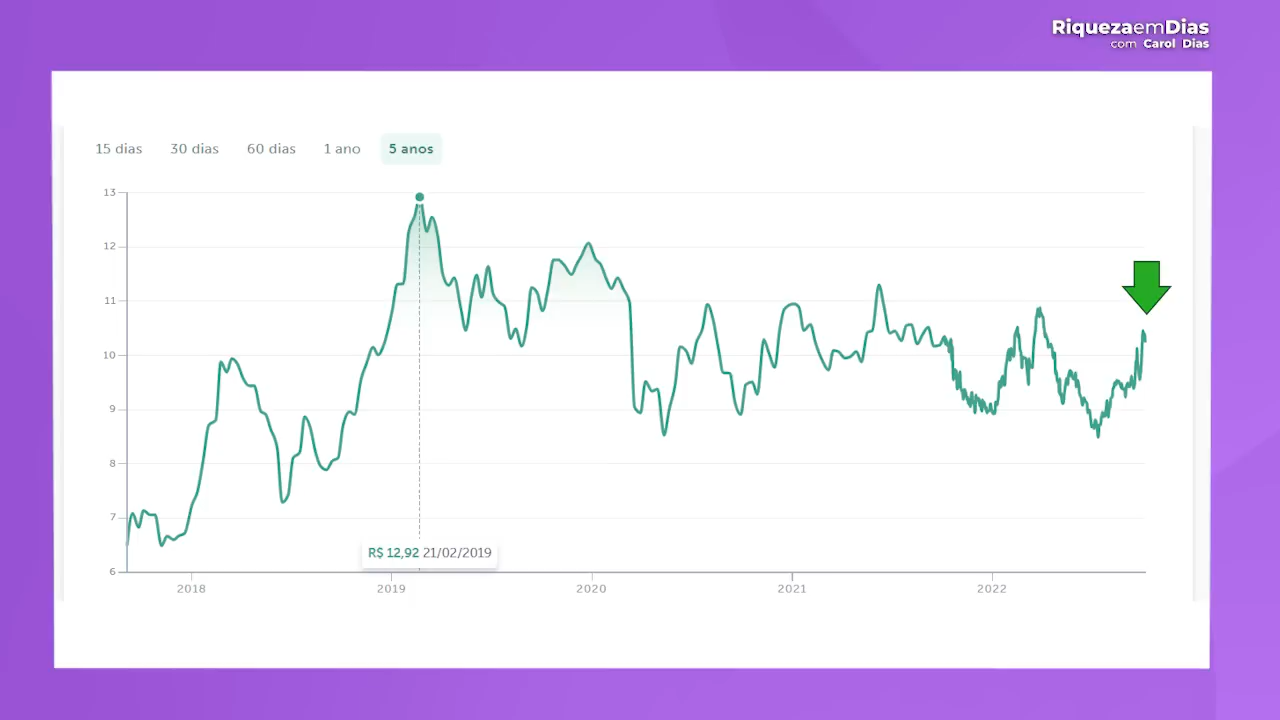 RiquezaemDias
com Carol Dias
15 dias 30 dias 60 dias 1 ano 5 anos
13
12
11
10
9
8
7
6
R$ 12,92 21/02/2019
2018 2019 2020 2021 2022